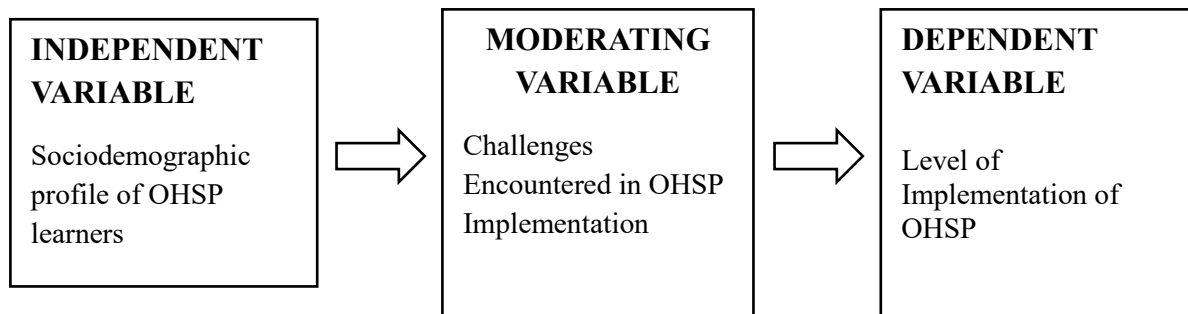 INDEPENDENT
VARIABLE
Sociodemographic
profile of OHSP
learners
MODERATING
VARIABLE
Challenges
Encountered in OHSP
Implementation
DEPENDENT
VARIABLE
Level of
Implementation of
OHSP